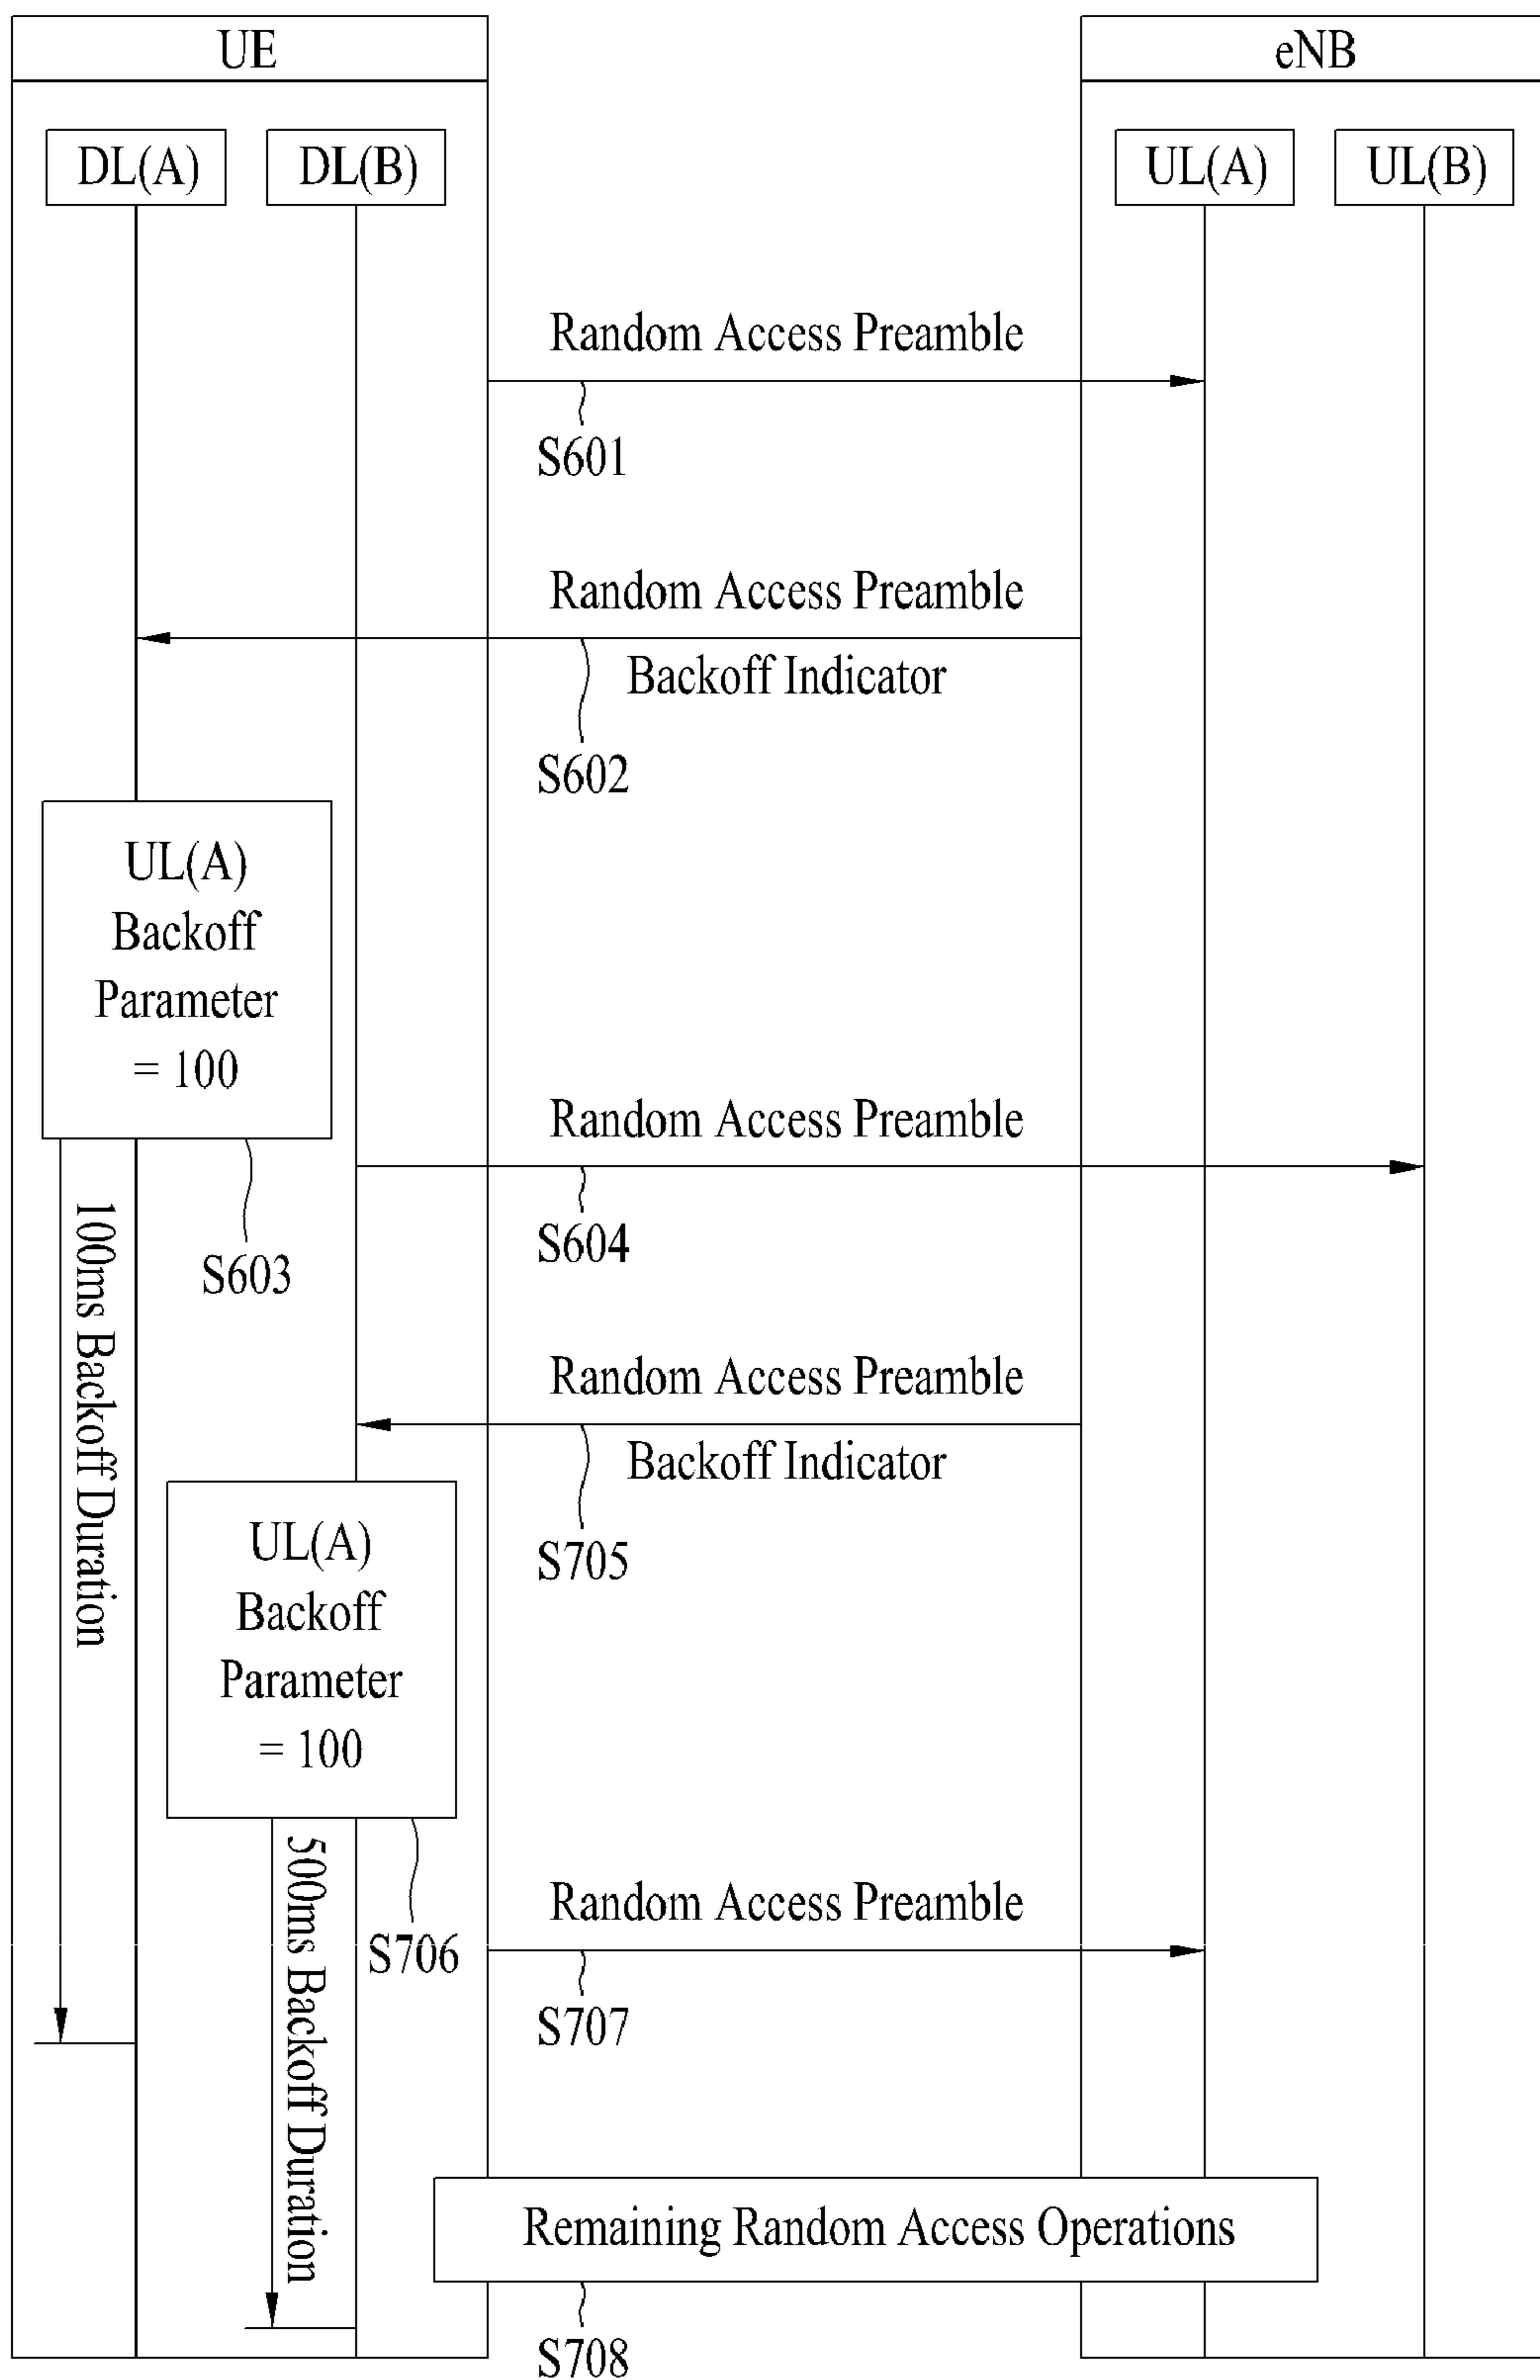 UE
eNB
DL(A)
DL(B)
UL(A)
UL(B)
Random Access Preamble
S601
Random Access Preamble
Backoff Indicator
S602
UL(A)
Backoff
Parameter
= 100
S603
100ms Backoff Duration
Random Access Preamble
S604
Random Access Preamble
Backoff Indicator
S705
UL(A)
Backoff
Parameter
= 100
S706
500ms Backoff Duration
Random Access Preamble
S707
Remaining Random Access Operations
S708